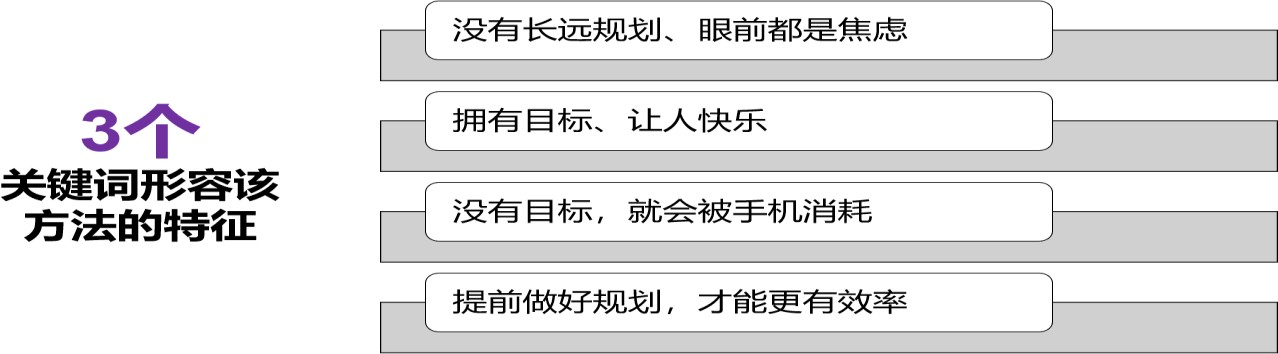 3个
关键词形容该
方法的特征
没有长远规划、眼前都是焦虑
拥有目标、让人快乐
没有目标，就会被手机消耗
提前做好规划，才能更有效率